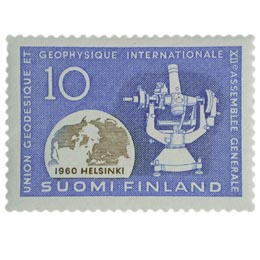 UNION GEODESIQUE ET GEOPHYSIQUE INTERNATIONALE XIIe ASSEMBLEE GENERALE
10
1960 HELSINKI
SUOMI FINLAND